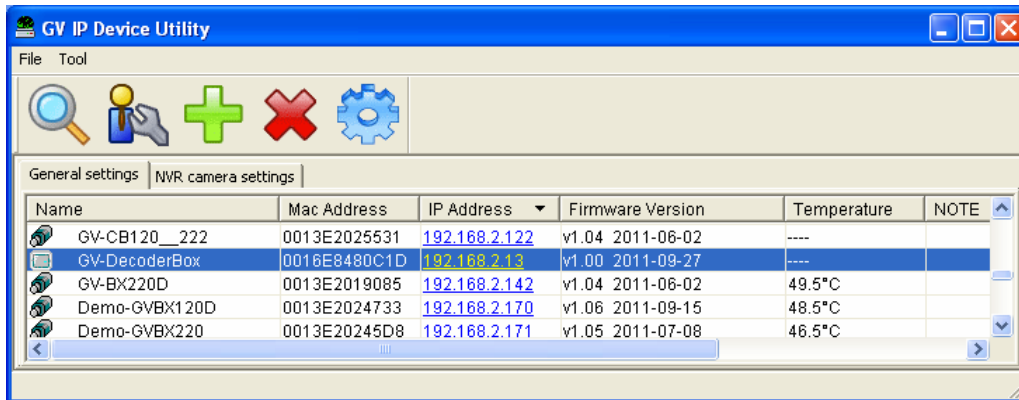 GV IP Device Utility
File Tool
General settings NVR camera settings
Name Mac Address IP Address Firmware Version Temperature NOTE
GV-CB120__222 0013E2025531 192.168.2.122 v1.04 2011-06-02 ----
GV-DecoderBox 0016E8480C1D 192.168.2.13 v1.00 2011-09-27 ----
GV-BX220D 0013E2019085 192.168.2.142 v1.04 2011-06-02 49.5°C
Demo-GVBX120D 0013E2024733 192.168.2.170 v1.06 2011-09-15 48.5°C
Demo-GVBX220 0013E20245D8 192.168.2.171 v1.05 2011-07-08 46.5°C